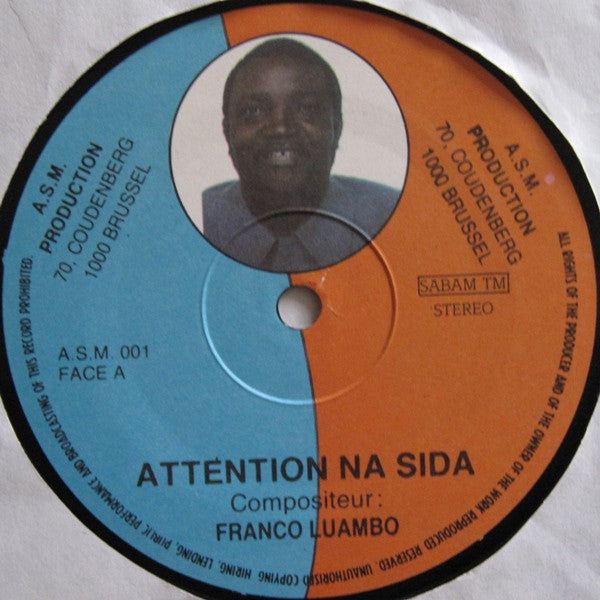 A.S.M.
PRODUCTION
70, COUDENBERG
1000 BRUSSEL
A.S.M.
PRODUCTION
70, COUDENBERG
1000 BRUSSEL
SABAM TM
STEREO
A.S.M. 001
FACE A
ATTENTION NA SIDA
Compositeur:
FRANCO LUAMBO
ALL RIGHTS OF THE PRODUCER AND OF THE OWNER OF THE WORK REPRODUCED RESERVED. UNAUTHORISED COPYING, HIRING, LENDING, PUBLIC PERFORMANCE AND BROADCASTING OF THIS RECORD PROHIBITED.